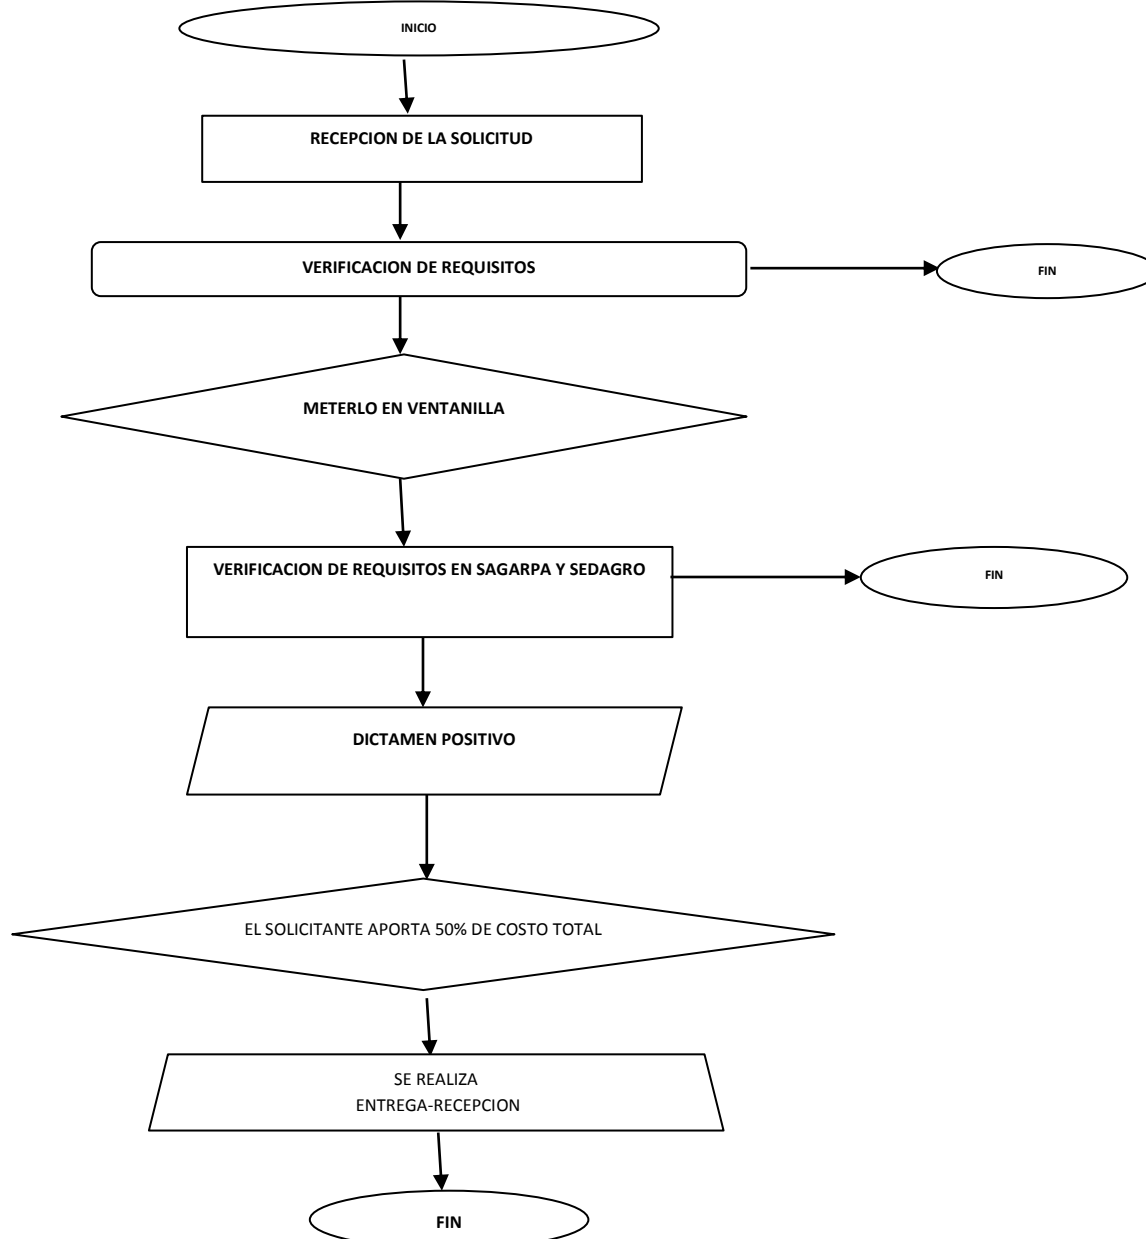 INICIO
RECEPCION DE LA SOLICITUD
VERIFICACION DE REQUISITOS
FIN
METERLO EN VENTANILLA
VERIFICACION DE REQUISITOS EN SAGARPA Y SEDAGRO
FIN
DICTAMEN POSITIVO
EL SOLICITANTE APORTA 50% DE COSTO TOTAL
SE REALIZA
ENTREGA-RECEPCION
FIN